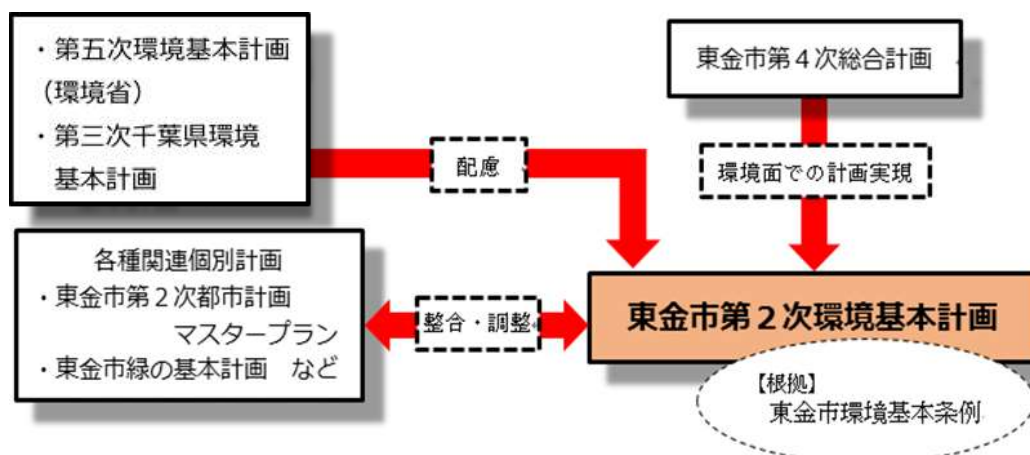 ・第五次環境基本計画
(環境省)
・第三次千葉県環境
基本計画
東金市第4次総合計画
配慮
環境面での計画実現
各種関連個別計画
・東金市第2次都市計画
マスタープラン
・東金市緑の基本計画 など
整合・調整
東金市第2次環境基本計画
【根拠】
東金市環境基本条例